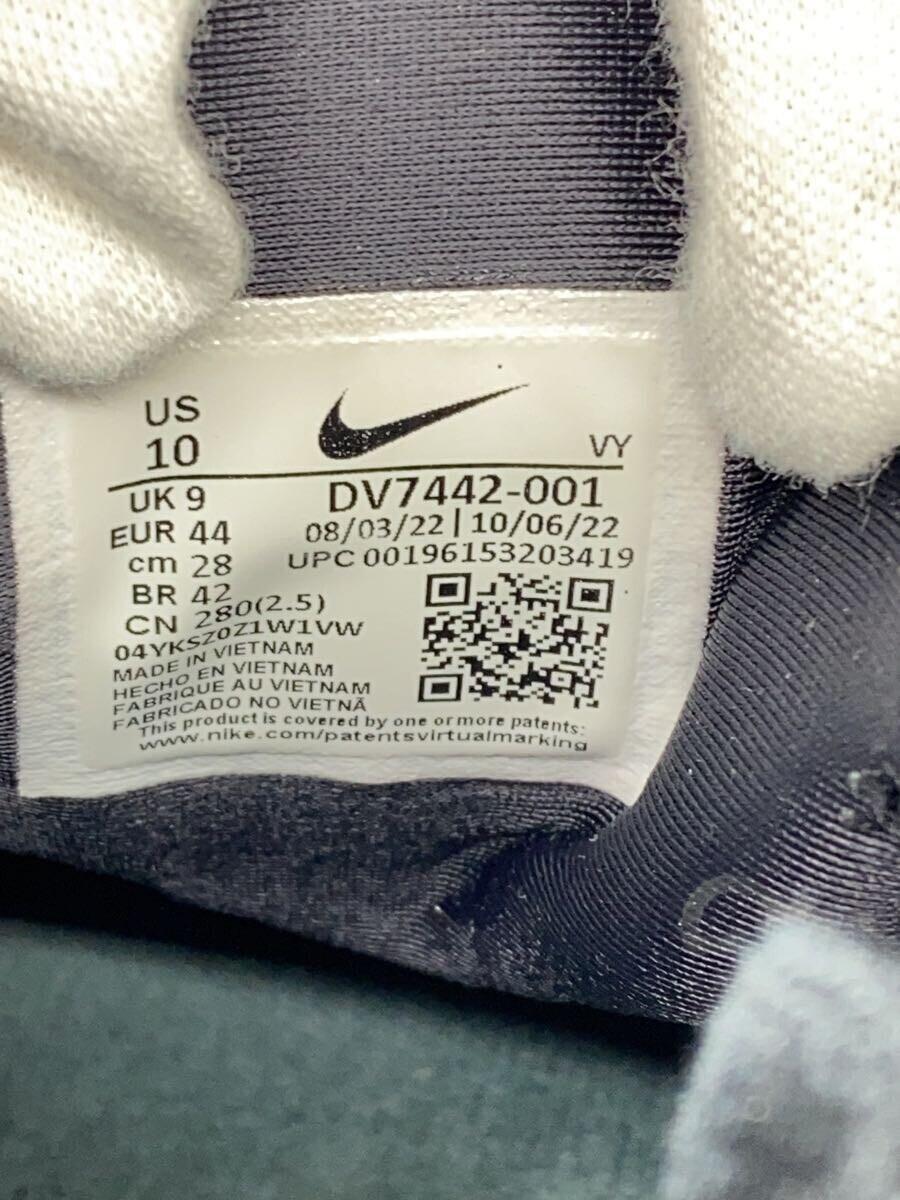 US
10
VY
UK 9
EUR 44
cm 28
BR 42
CN 280(2.5)
DV7442-001
08/03/22 | 10/06/22
UPC 00196153203419
04YKSZ0Z1W1VW
MADE IN VIETNAM
HECHO EN VIETNAM
FABRIQUE AU VIETNAM
FABRICADO NO VIETNÃ
This product is covered by one or more patents:
www.nike.com/patentsvirtualmarking